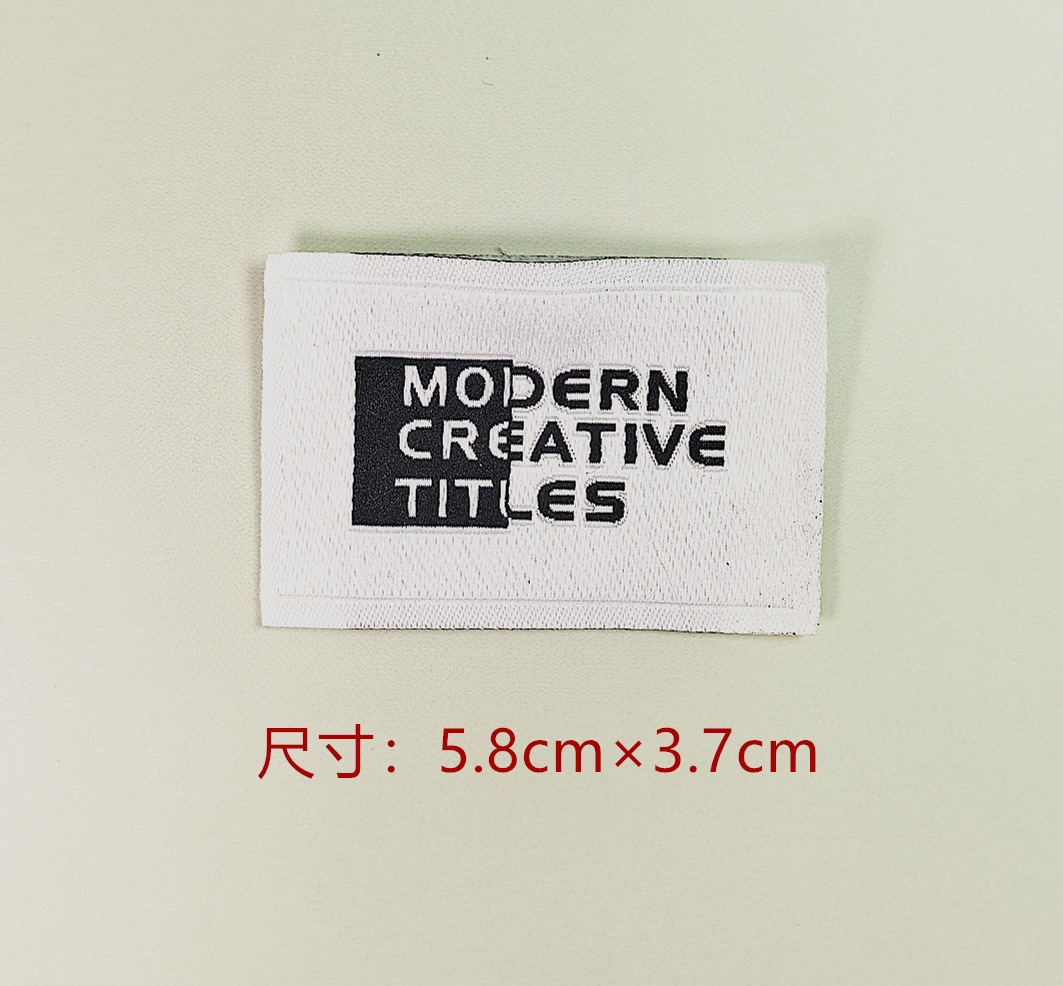 MODERN
CREATIVE
TITLES
尺寸：5.8cm×3.7cm